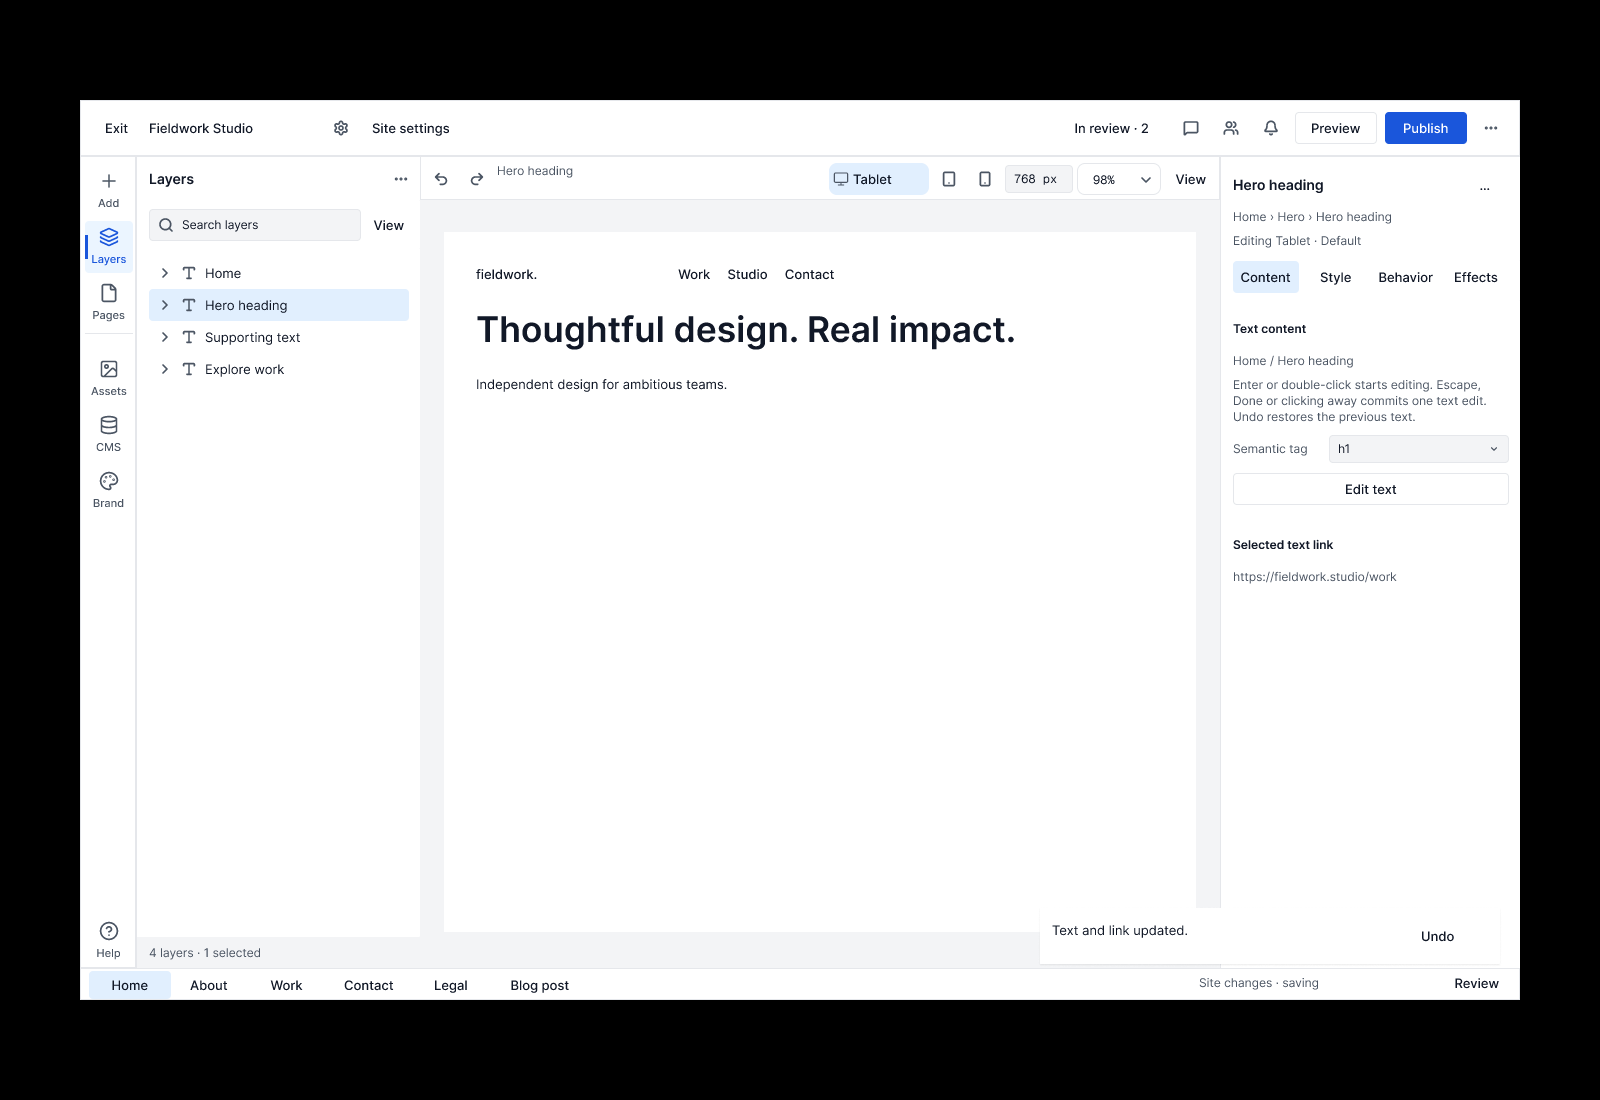 Exit
Fieldwork Studio
Site settings
In review · 2
Preview
Publish
Add
Layers
Pages
Assets
CMS
Brand
Help
Layers
Search layers
View
Home
Hero heading
Supporting text
Explore work
4 layers · 1 selected
Hero heading
Tablet
768 px
98%
View
fieldwork.
Work Studio Contact
Thoughtful design. Real impact.
Independent design for ambitious teams.
Hero heading
Home › Hero › Hero heading
Editing Tablet · Default
Content Style Behavior Effects
Text content
Home / Hero heading
Enter or double-click starts editing. Escape,
Done or clicking away commits one text edit.
Undo restores the previous text.
Semantic tag
h1
Edit text
Selected text link
https://fieldwork.studio/work
Text and link updated.
Undo
Home About Work Contact Legal Blog post
Site changes · saving
Review